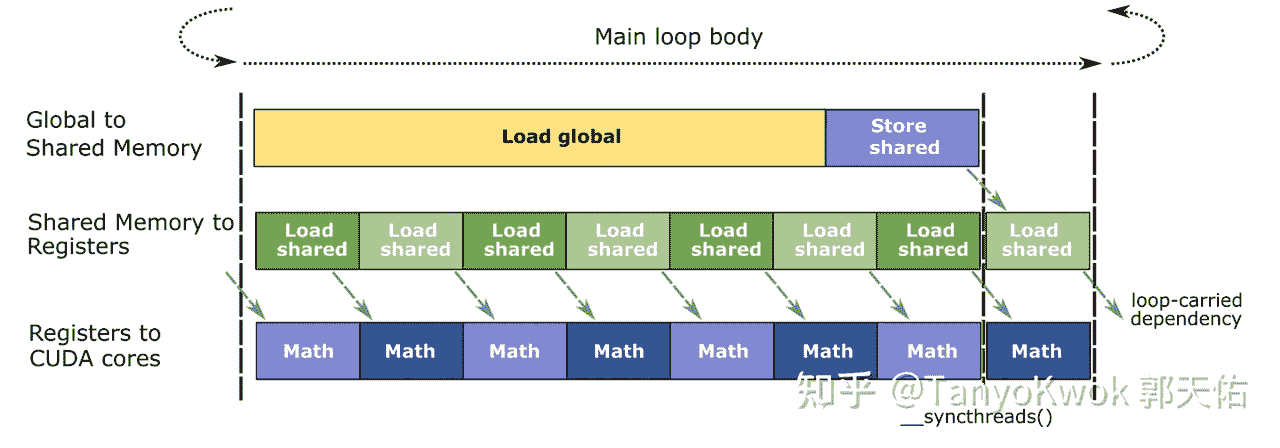 Main loop body
Global to
Shared Memory
Load global
Store
shared
Shared Memory to
Registers
Load
shared
Load
shared
Load
shared
Load
shared
Load
shared
Load
shared
Load
shared
Load
shared
loop-carried
dependency
Registers to
CUDA cores
Math
Math
Math
Math
Math
Math
Math
Math
知乎 @TanyoKwok 郭天佑
__syncthreads()